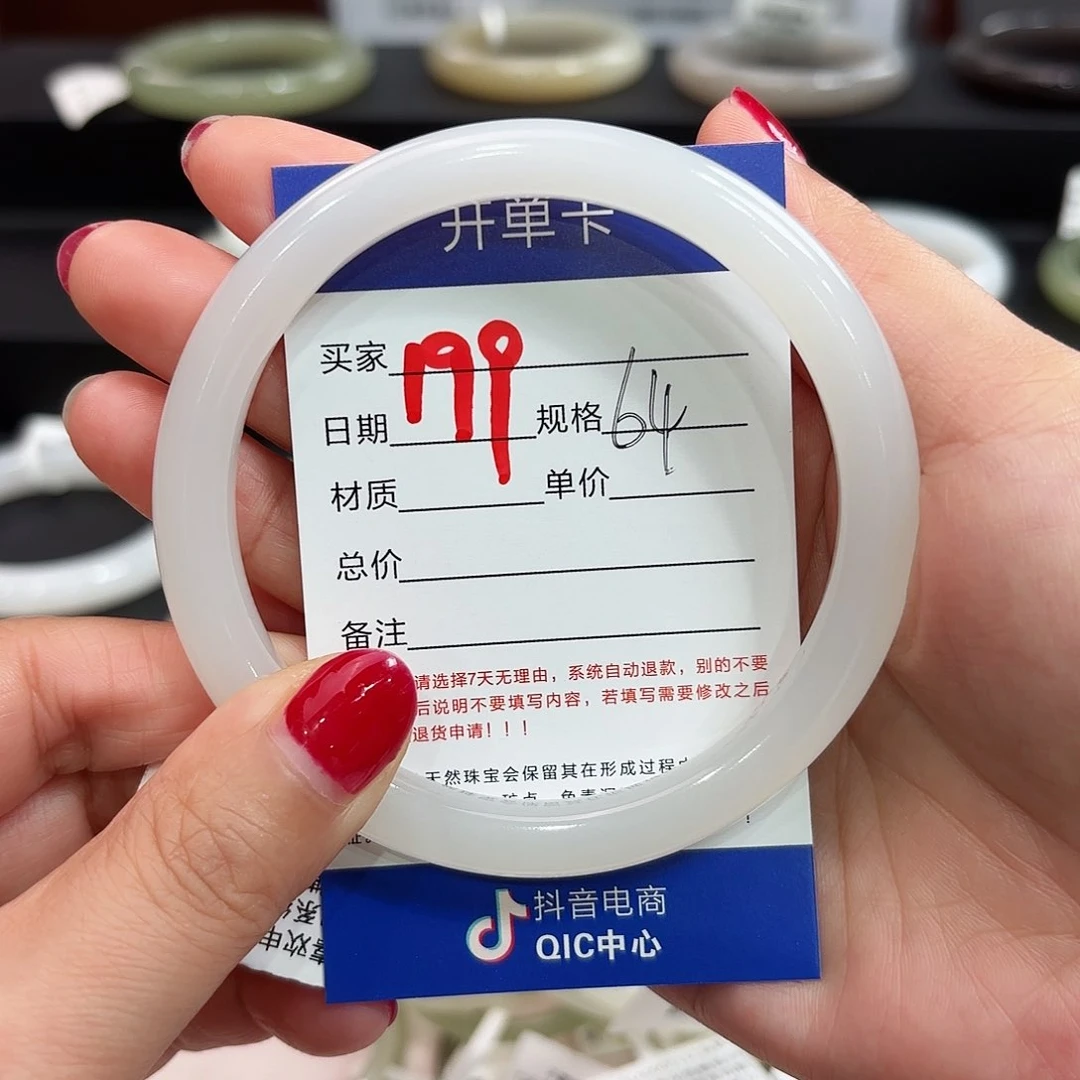 开单卡
买家 179
日期 规格 64
材质 单价
总价
备注
请选择7天无理由，系统自动退款，别的不要
后说明不要填写内容，若填写需要修改之后
退货申请！！！
天然珠宝会保留其在形成过程中
！
抖音电商
QIC中心